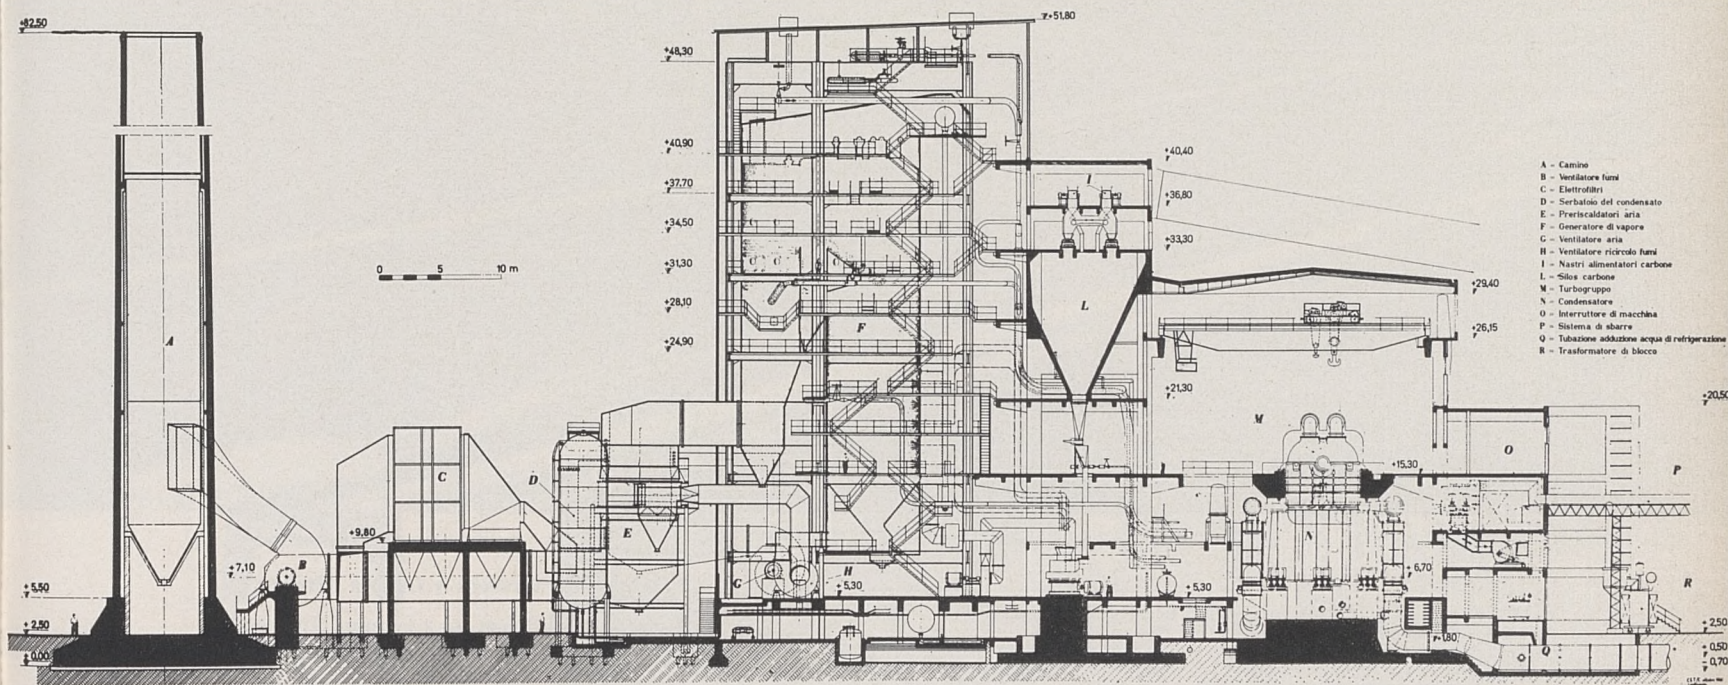 +82,50
+51,80
+48,30
+40,90
+37,70
+34,50
+31,30
+28,10
+24,90
+40,40
+36,80
+33,30
+29,40
+26,15
+21,30
+20,50
+15,30
+9,80
+7,10
+5,50
+2,50
+0,00
+5,30
+5,30
+6,70
+1,80
+2,50
+0,50
-0,70
0 5 10 m
A
B
C
D
E
F
G
H
I
L
M
N
O
P
Q
R
A = Camino
B = Ventilatore fumi
C = Elettrofiltri
D = Serbatoio del condensato
E = Preriscaldatori aria
F = Generatore di vapore
G = Ventilatore aria
H = Ventilatore ricircolo fumi
I = Nastri alimentatori carbone
L = Silos carbone
M = Turbogruppo
N = Condensatore
O = Interruttore di macchina
P = Sistema di sbarre
Q = Tubazione adduzione acqua di refrigerazione
R = Trasformatore di blocco